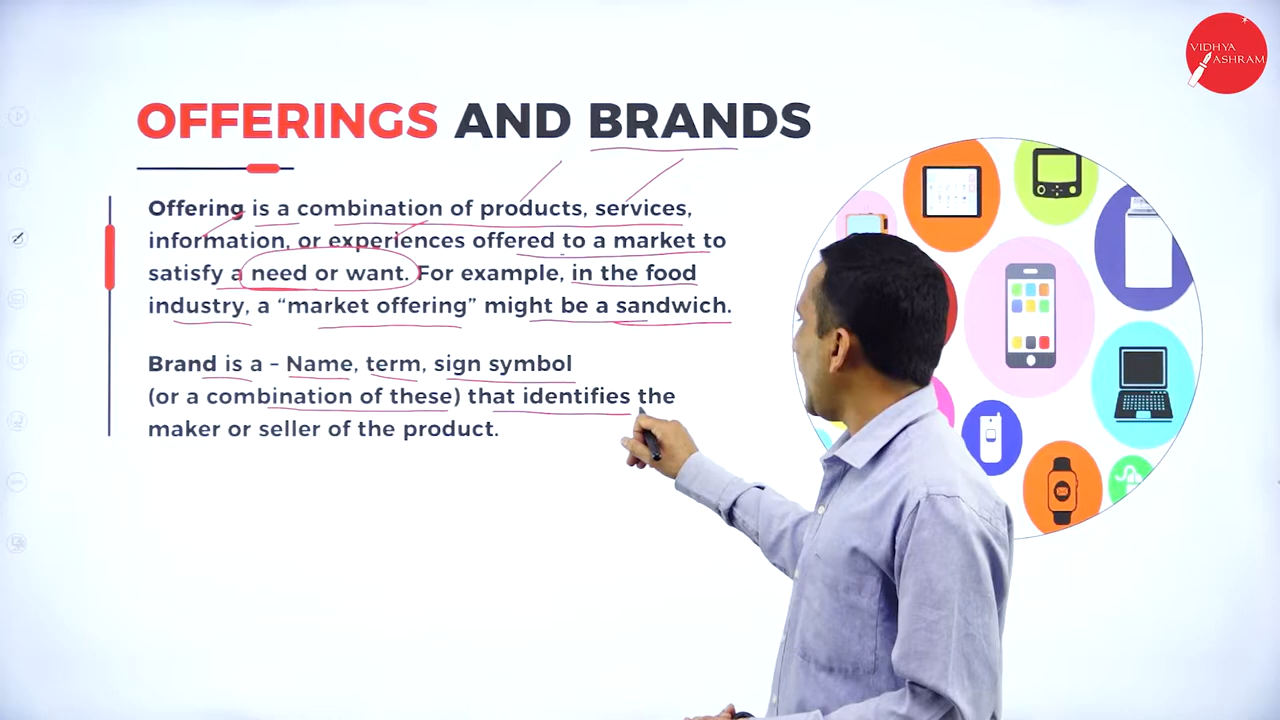 VIDHYA
ASHRAM
OFFERINGS AND BRANDS
Offering is a combination of products, services,
information, or experiences offered to a market to
satisfy a need or want. For example, in the food
industry, a “market offering” might be a sandwich.
Brand is a – Name, term, sign symbol
(or a combination of these) that identifies the
maker or seller of the product.